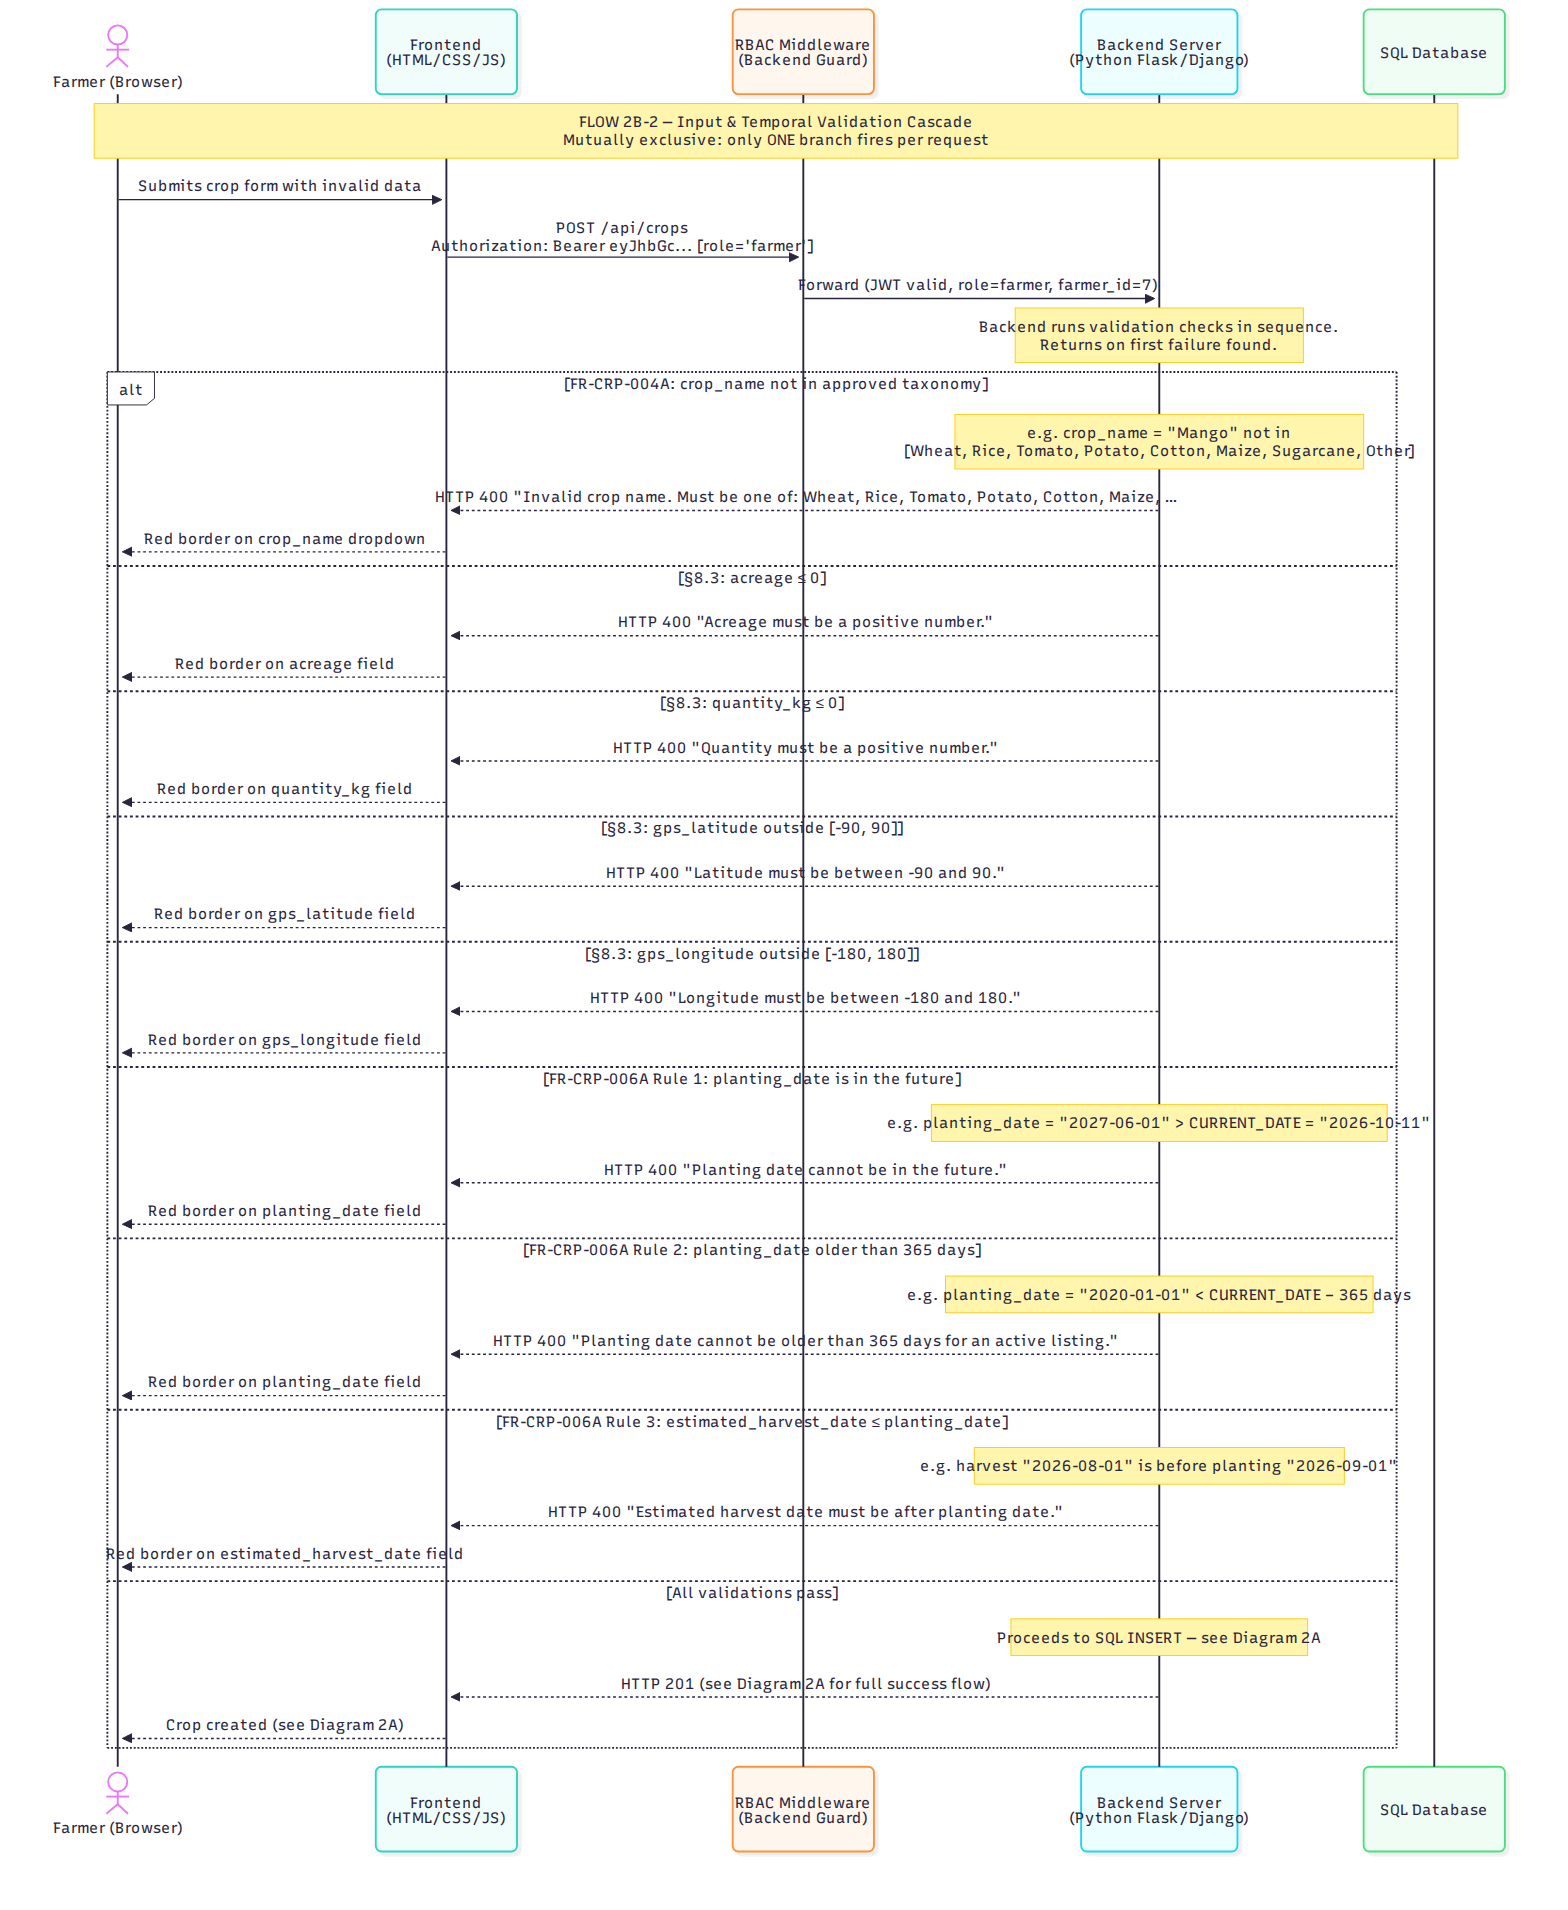 Farmer (Browser)
Frontend
(HTML/CSS/JS)
RBAC Middleware
(Backend Guard)
Backend Server
(Python Flask/Django)
SQL Database
FLOW 2B-2 — Input & Temporal Validation Cascade
Mutually exclusive: only ONE branch fires per request
Submits crop form with invalid data
POST /api/crops
Authorization: Bearer eyJhbGc... [role='farmer']
Forward (JWT valid, role=farmer, farmer_id=7)
Backend runs validation checks in sequence.
Returns on first failure found.
alt
[FR-CRP-004A: crop_name not in approved taxonomy]
e.g. crop_name = "Mango" not in
[Wheat, Rice, Tomato, Potato, Cotton, Maize, Sugarcane, Other]
HTTP 400 "Invalid crop name. Must be one of: Wheat, Rice, Tomato, Potato, Cotton, Maize, ...
Red border on crop_name dropdown
[§8.3: acreage ≤ 0]
HTTP 400 "Acreage must be a positive number."
Red border on acreage field
[§8.3: quantity_kg ≤ 0]
HTTP 400 "Quantity must be a positive number."
Red border on quantity_kg field
[§8.3: gps_latitude outside [-90, 90]]
HTTP 400 "Latitude must be between -90 and 90."
Red border on gps_latitude field
[§8.3: gps_longitude outside [-180, 180]]
HTTP 400 "Longitude must be between -180 and 180."
Red border on gps_longitude field
[FR-CRP-006A Rule 1: planting_date is in the future]
e.g. planting_date = "2027-06-01" > CURRENT_DATE = "2026-10-11"
HTTP 400 "Planting date cannot be in the future."
Red border on planting_date field
[FR-CRP-006A Rule 2: planting_date older than 365 days]
e.g. planting_date = "2020-01-01" < CURRENT_DATE – 365 days
HTTP 400 "Planting date cannot be older than 365 days for an active listing."
Red border on planting_date field
[FR-CRP-006A Rule 3: estimated_harvest_date ≤ planting_date]
e.g. harvest "2026-08-01" is before planting "2026-09-01"
HTTP 400 "Estimated harvest date must be after planting date."
Red border on estimated_harvest_date field
[All validations pass]
Proceeds to SQL INSERT — see Diagram 2A
HTTP 201 (see Diagram 2A for full success flow)
Crop created (see Diagram 2A)
Farmer (Browser)
Frontend
(HTML/CSS/JS)
RBAC Middleware
(Backend Guard)
Backend Server
(Python Flask/Django)
SQL Database